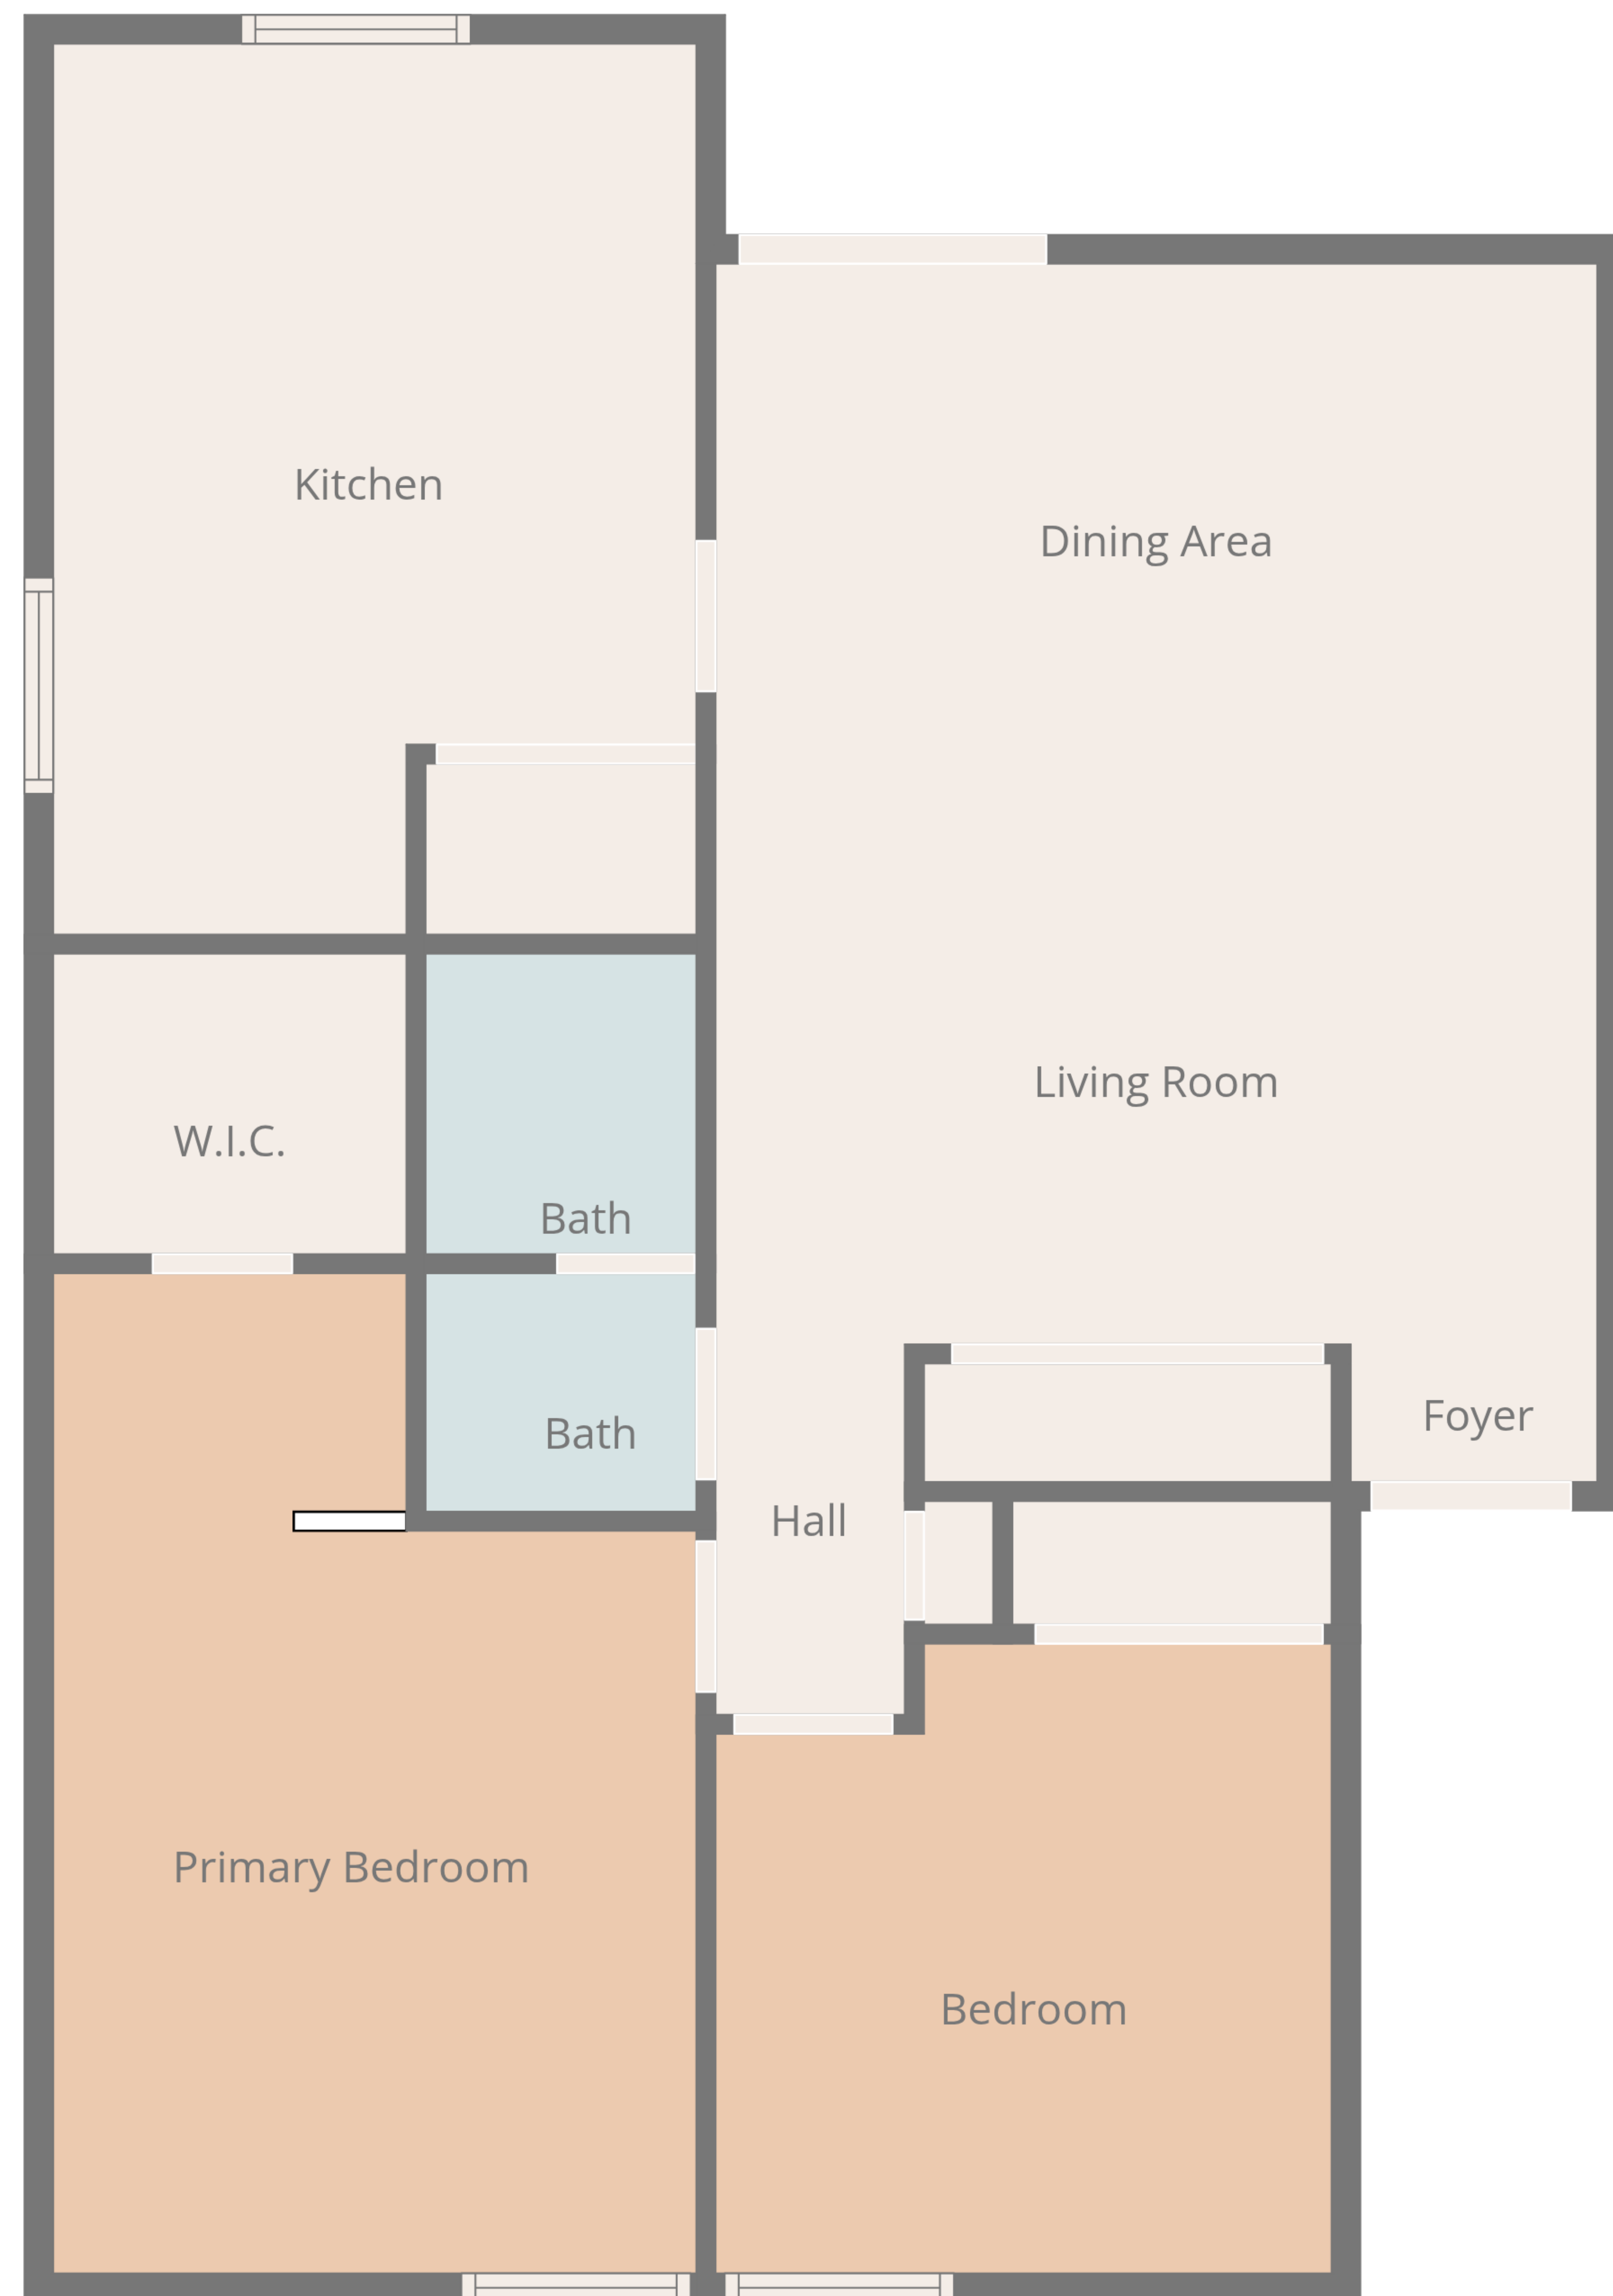 Kitchen
Dining Area
Living Room
W.I.C.
Bath
Foyer
Bath
Hall
Primary Bedroom
Bedroom